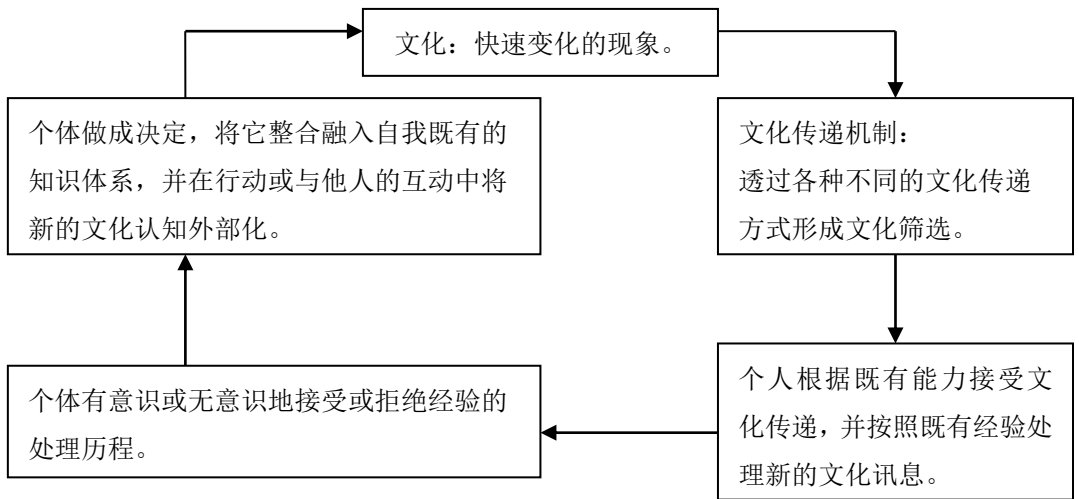 文化：快速变化的现象。
文化传递机制：
透过各种不同的文化传递
方式形成文化筛选。
个人根据既有能力接受文
化传递，并按照既有经验处
理新的文化讯息。
个体有意识或无意识地接受或拒绝经验的
处理历程。
个体做成决定，将它整合融入自我既有的
知识体系，并在行动或与他人的互动中将
新的文化认知外部化。